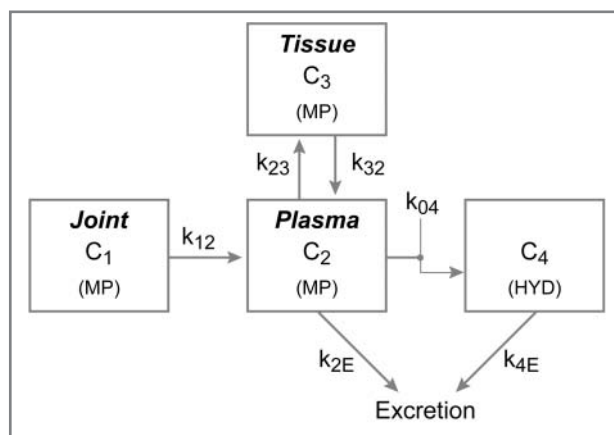 Tissue
C3
(MP)
k23
k32
k04
Joint
C1
(MP)
k12
Plasma
C2
(MP)
C4
(HYD)
k2E
k4E
Excretion